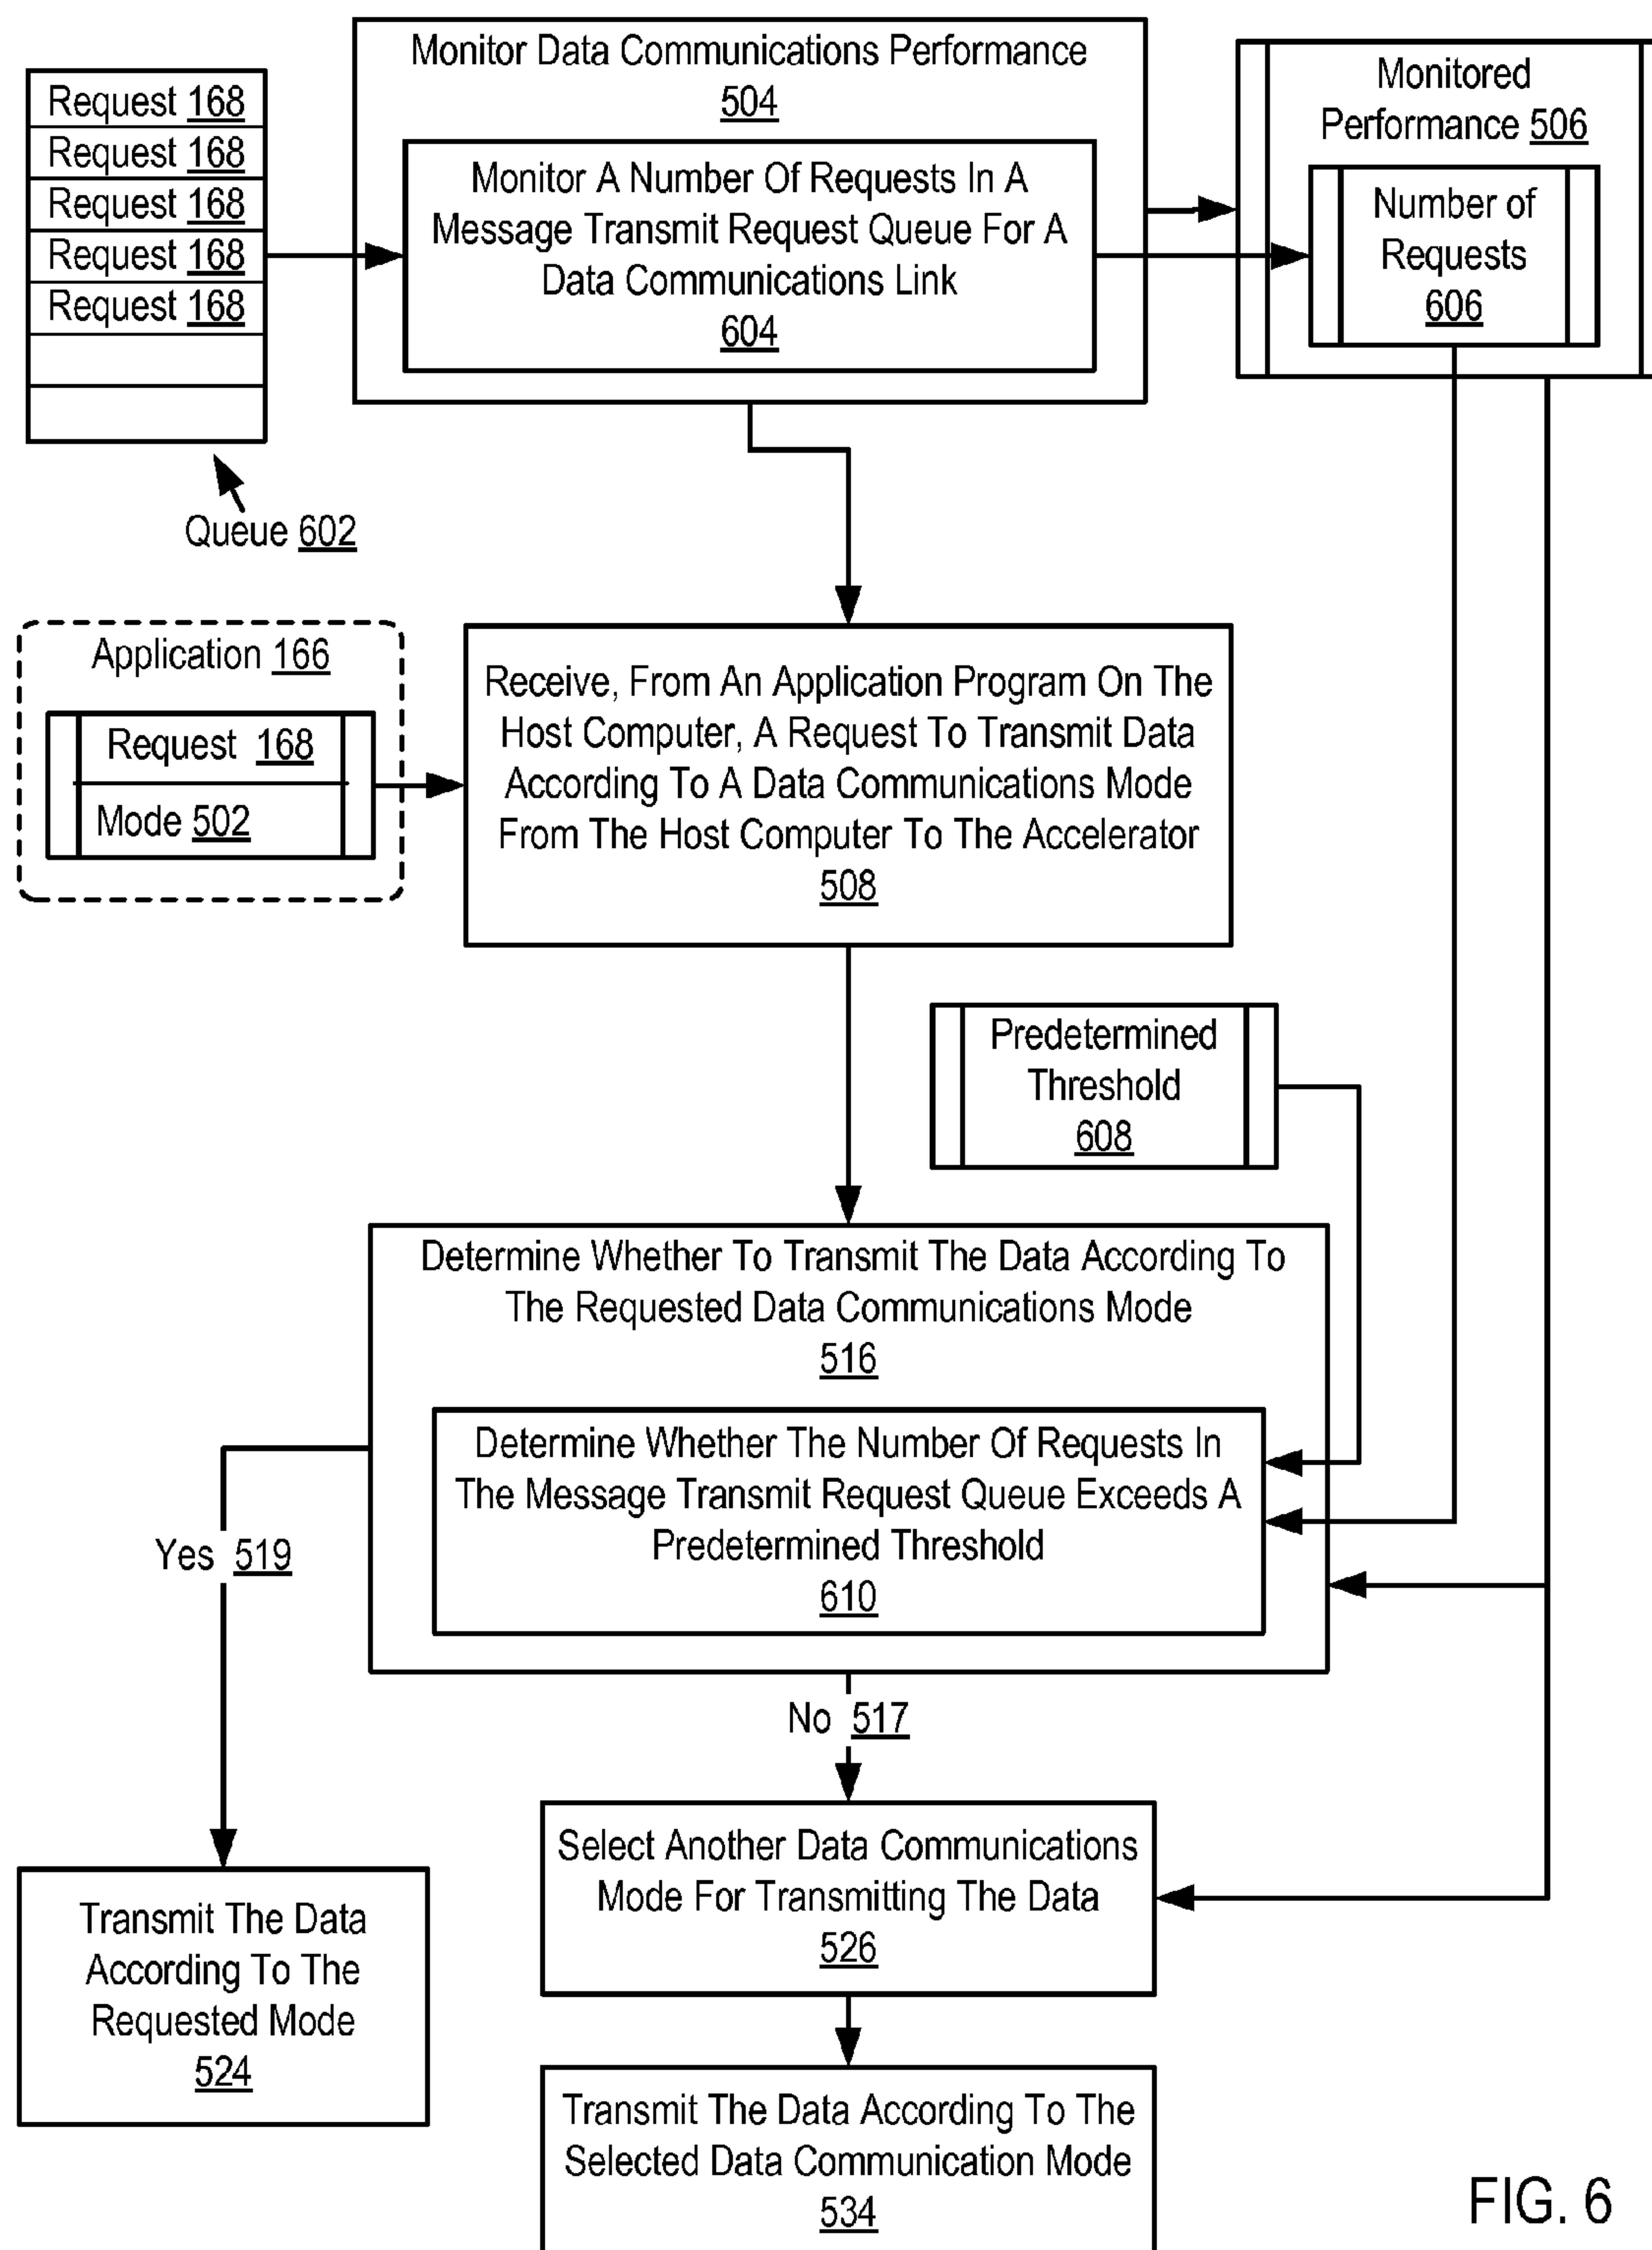 Monitor Data Communications Performance
504
Monitor A Number Of Requests In A
Message Transmit Request Queue For A
Data Communications Link
604
Monitored
Performance 506
Number of
Requests
606
Request 168
Request 168
Request 168
Request 168
Request 168
Queue 602
Application 166
Request 168
Mode 502
Receive, From An Application Program On The
Host Computer, A Request To Transmit Data
According To A Data Communications Mode
From The Host Computer To The Accelerator
508
Predetermined
Threshold
608
Determine Whether To Transmit The Data According To
The Requested Data Communications Mode
516
Determine Whether The Number Of Requests In
The Message Transmit Request Queue Exceeds A
Predetermined Threshold
610
Yes 519
No 517
Transmit The Data
According To The
Requested Mode
524
Select Another Data Communications
Mode For Transmitting The Data
526
Transmit The Data According To The
Selected Data Communication Mode
534
FIG. 6